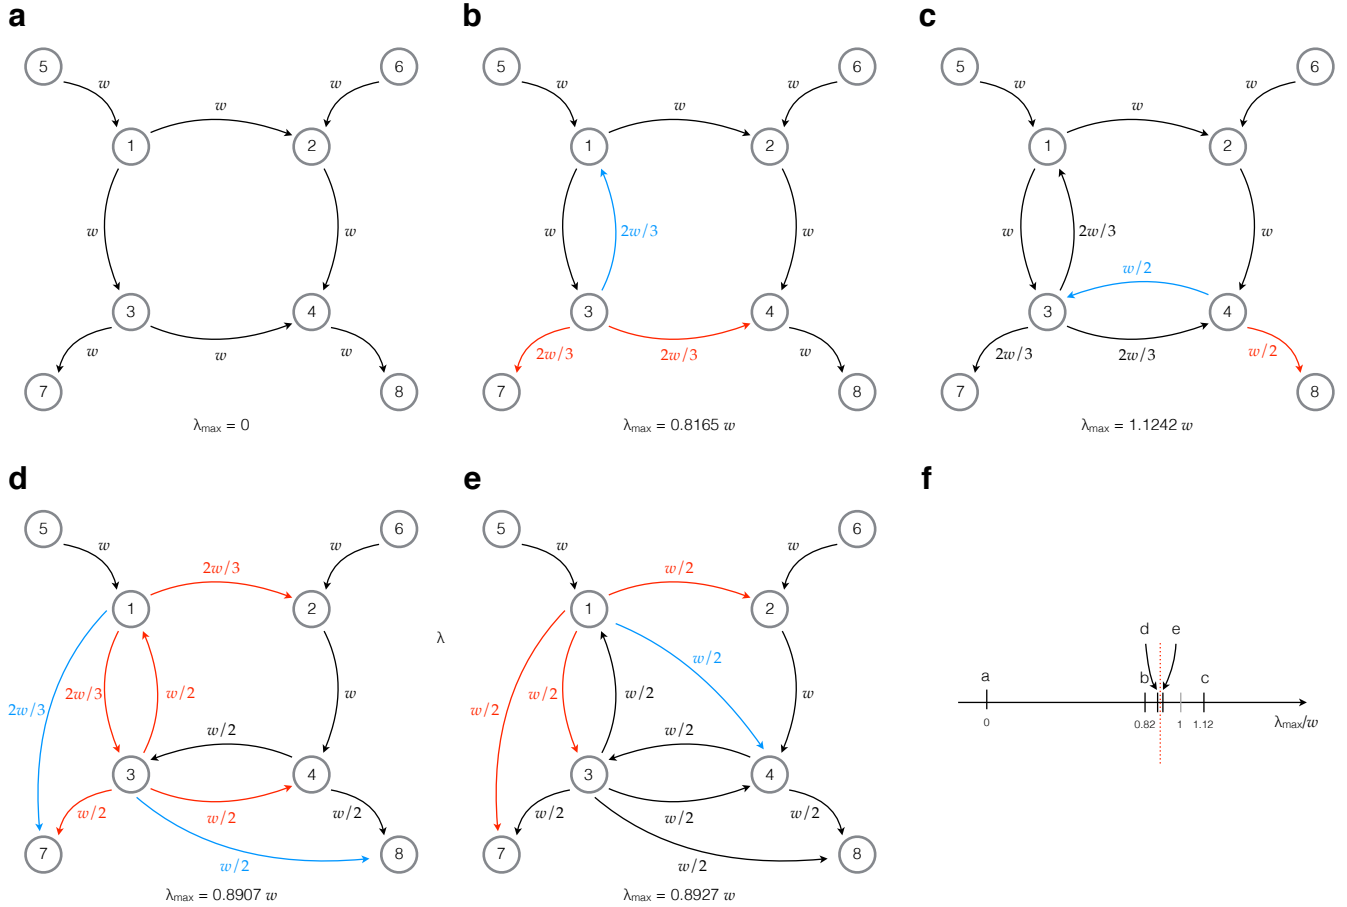 a
b
c
5
6
5
6
5
6
w
w
w
w
w
w
w
w
w
1
2
1
2
1
2
w
w
w
2w/3
w
w
2w/3
w
w/2
3
4
3
4
3
4
w
w
w
2w/3
2w/3
w
2w/3
2w/3
w/2
7
8
7
8
7
8
λmax = 0
λmax = 0.8165 w
λmax = 1.1242 w
d
e
f
5
6
5
6
w
w
w
w
2w/3
w/2
1
2
1
2
λ
d
e
w/2
2w/3
2w/3
w/2
w
w/2
w/2
w/2
w
a
b
c
0
0.82
1
1.12
λmax/w
w/2
w/2
3
4
3
4
w/2
w/2
w/2
w/2
w/2
w/2
7
8
7
8
w/2
w/2
λmax = 0.8907 w
λmax = 0.8927 w